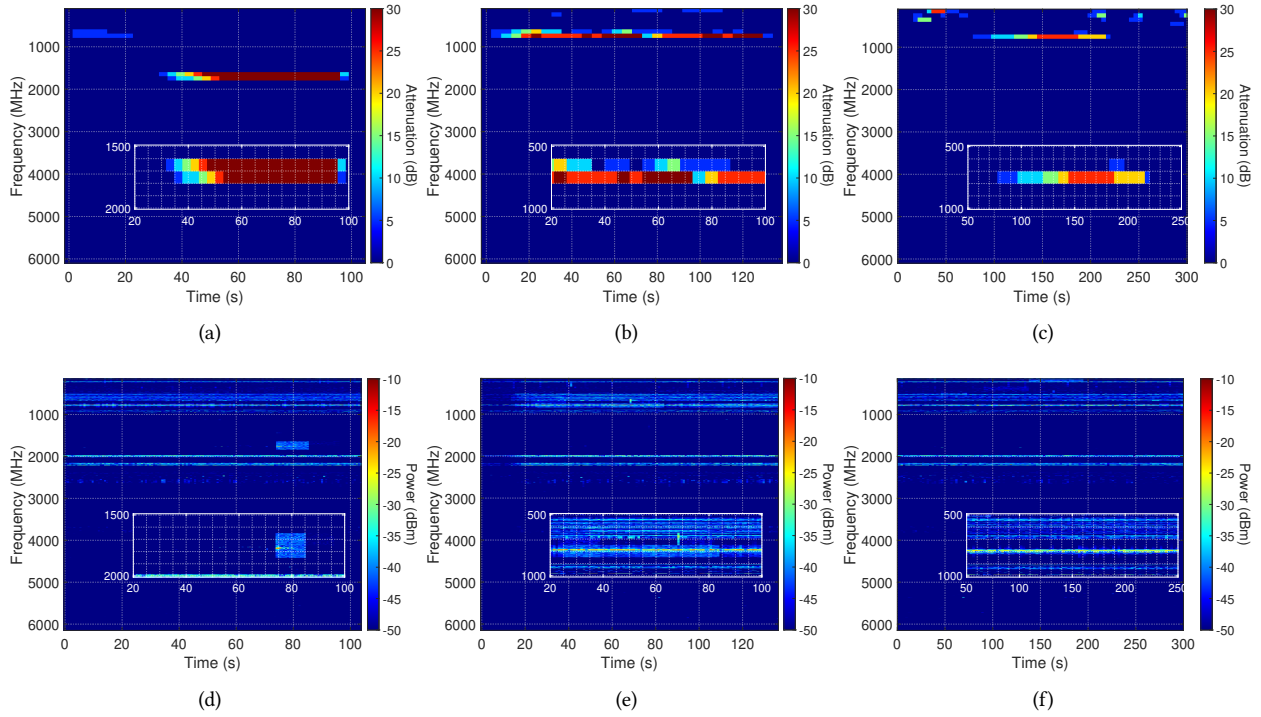 30
25
20
15
10
5
0
Attenuation (dB)
1000
2000
3000
4000
5000
6000
Frequency (MHz)
1500
2000
20 40 60 80 100
0 20 40 60 80 100
Time (s)
(a)
30
25
20
15
10
5
0
Attenuation (dB)
1000
2000
3000
4000
5000
6000
Frequency (MHz)
500
1000
20 40 60 80 100
0 20 40 60 80 100 120
Time (s)
(b)
30
25
20
15
10
5
0
Attenuation (dB)
1000
2000
3000
4000
5000
6000
Frequency (MHz)
500
1000
50 100 150 200 250
0 50 100 150 200 250 300
Time (s)
(c)
-10
-15
-20
-25
-30
-35
-40
-45
-50
Power (dBm)
1000
2000
3000
4000
5000
6000
Frequency (MHz)
1500
2000
20 40 60 80 100
0 20 40 60 80 100
Time (s)
(d)
-10
-15
-20
-25
-30
-35
-40
-45
-50
Power (dBm)
1000
2000
3000
4000
5000
6000
Frequency (MHz)
500
1000
20 40 60 80 100
0 20 40 60 80 100 120
Time (s)
(e)
-10
-15
-20
-25
-30
-35
-40
-45
-50
Power (dBm)
1000
2000
3000
4000
5000
6000
Frequency (MHz)
500
1000
50 100 150 200 250
0 50 100 150 200 250 300
Time (s)
(f)